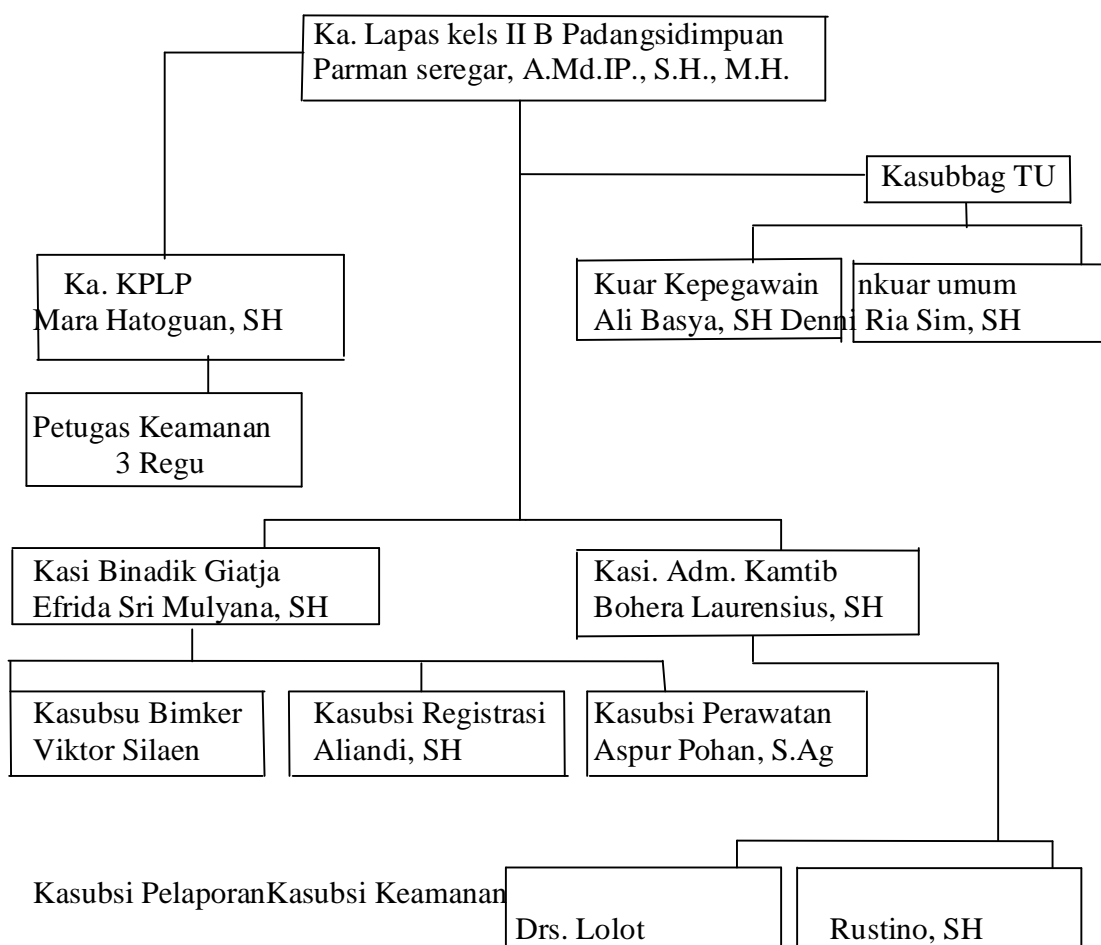 Ka. Lapas kels II B Padangsidimpuan
Parman seregar, A.Md.IP., S.H., M.H.
Kasubbag TU
Ka. KPLP
Mara Hatoguan, SH
Kuar Kepegawain
Ali Basya, SH
nkuar umum
Denni Ria Sim, SH
Petugas Keamanan
3 Regu
Kasi Binadik Giatja
Efrida Sri Mulyana, SH
Kasi. Adm. Kamtib
Bohera Laurensius, SH
Kasubsu Bimker
Viktor Silaen
Kasubsi Registrasi
Aliandi, SH
Kasubsi Perawatan
Aspur Pohan, S.Ag
Kasubsi PelaporanKasubsi Keamanan
Drs. Lolot
Rustino, SH